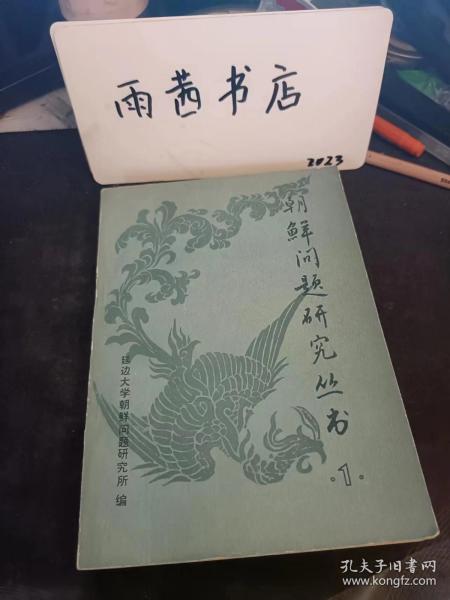 雨茜书店
2023
朝鲜问题研究丛书
·1·
延边大学朝鲜问题研究所 编
孔夫子旧书网
www.kongfz.com